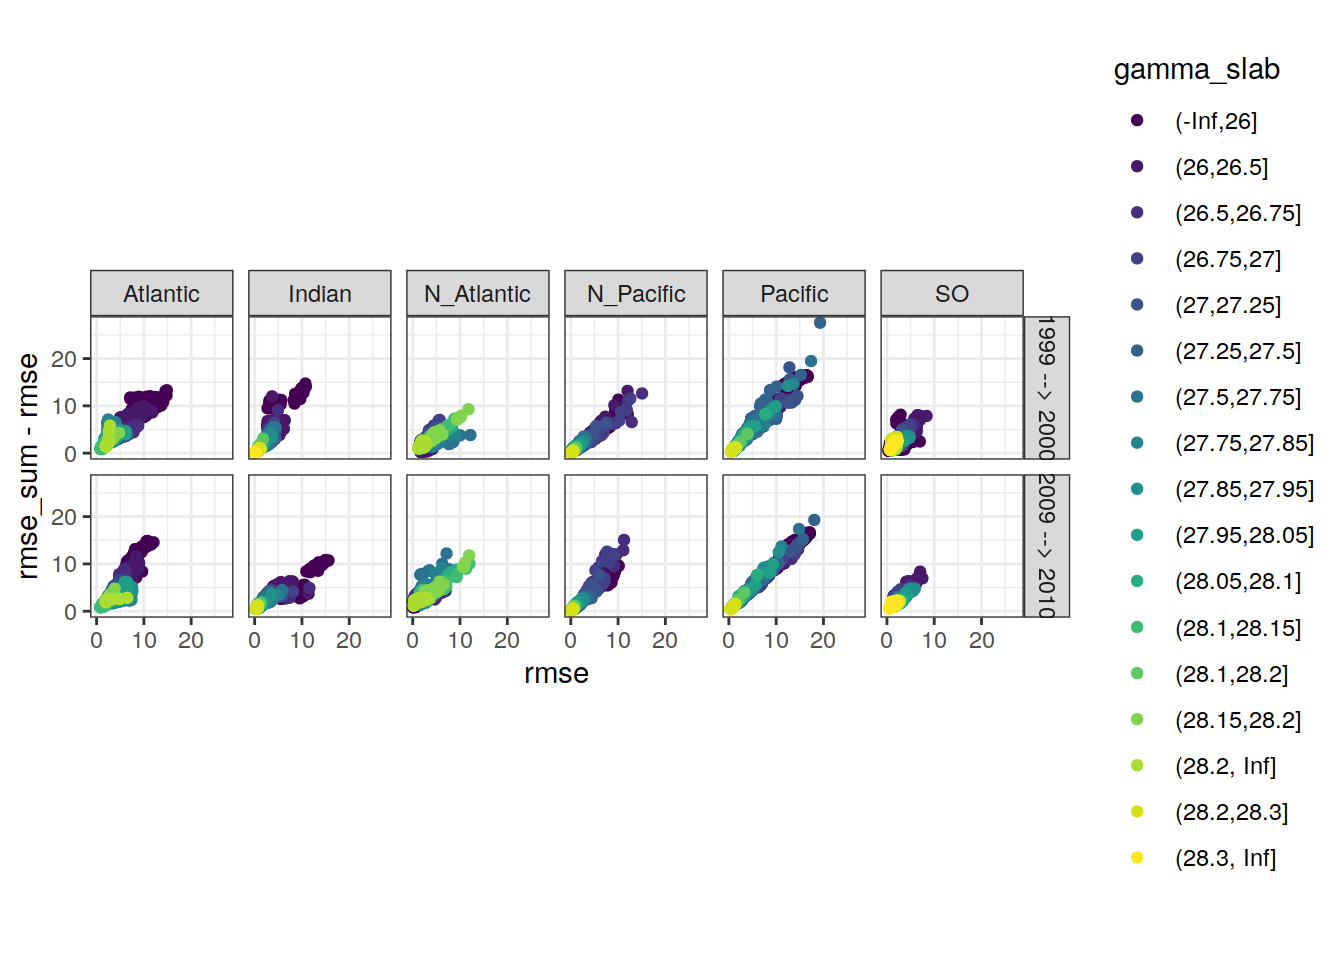 gamma_slab
(-Inf,26]
(26,26.5]
(26.5,26.75]
(26.75,27]
(27,27.25]
(27.25,27.5]
(27.5,27.75]
(27.75,27.85]
(27.85,27.95]
(27.95,28.05]
(28.05,28.1]
(28.1,28.15]
(28.1,28.2]
(28.15,28.2]
(28.2, Inf]
(28.2,28.3]
(28.3, Inf]
Atlantic Indian N_Atlantic N_Pacific Pacific SO
1999 --> 2000
2009 --> 2010
rmse_sum - rmse
20
10
0
20
10
0
0 10 20 0 10 20 0 10 20 0 10 20 0 10 20 0 10 20
rmse